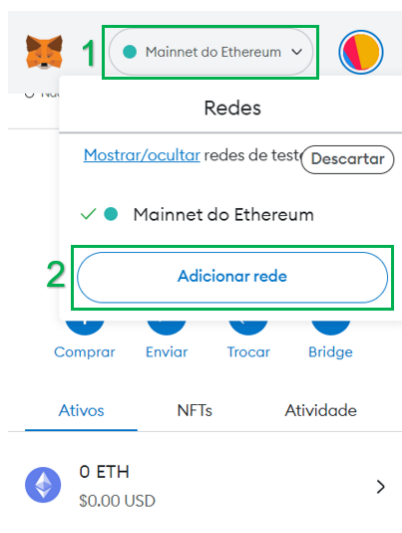 1
Mainnet do Ethereum
Redes
Mostrar/ocultar redes de test
Descartar
Mainnet do Ethereum
2
Adicionar rede
Comprar
Enviar
Trocar
Bridge
Ativos
NFTs
Atividade
0 ETH
$0.00 USD